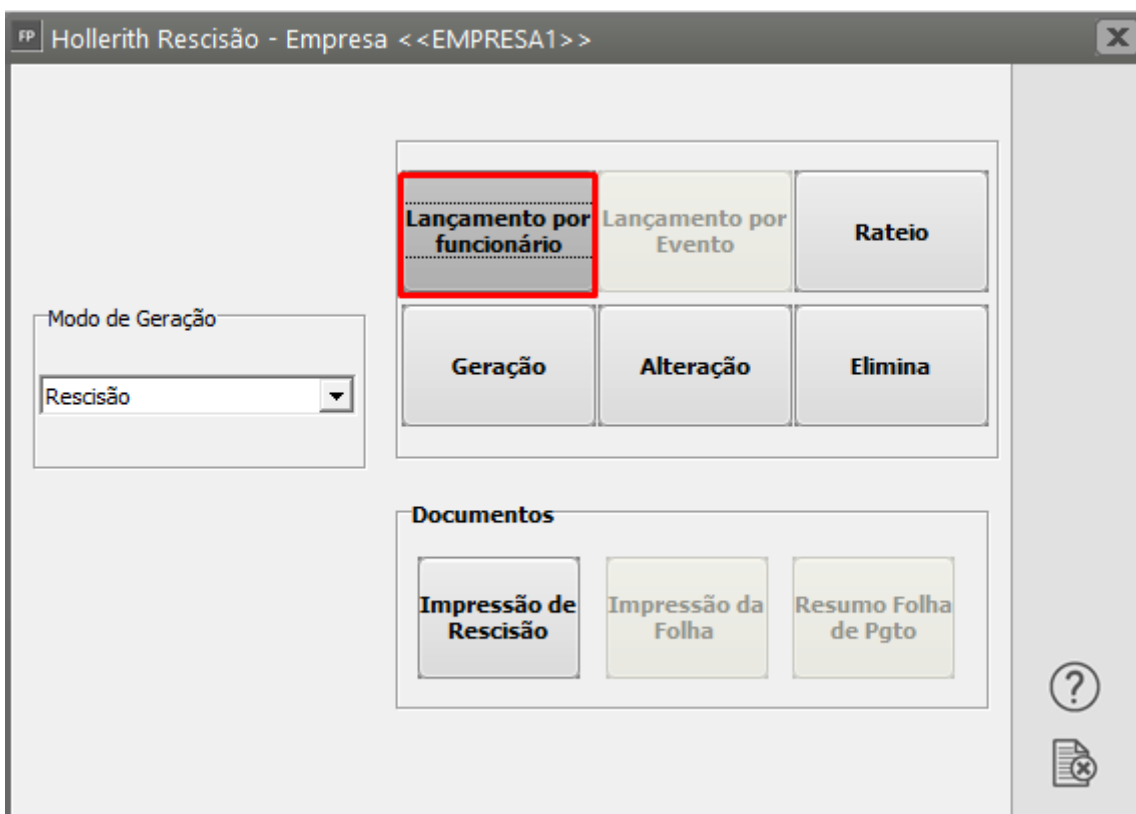 FP Hollerith Rescisão - Empresa <<EMPRESA1>>
Lançamento por
funcionário
Lançamento por
Evento
Rateio
Modo de Geração
Rescisão
Geração
Alteração
Elimina
Documentos
Impressão de
Rescisão
Impressão da
Folha
Resumo Folha
de Pgto
?